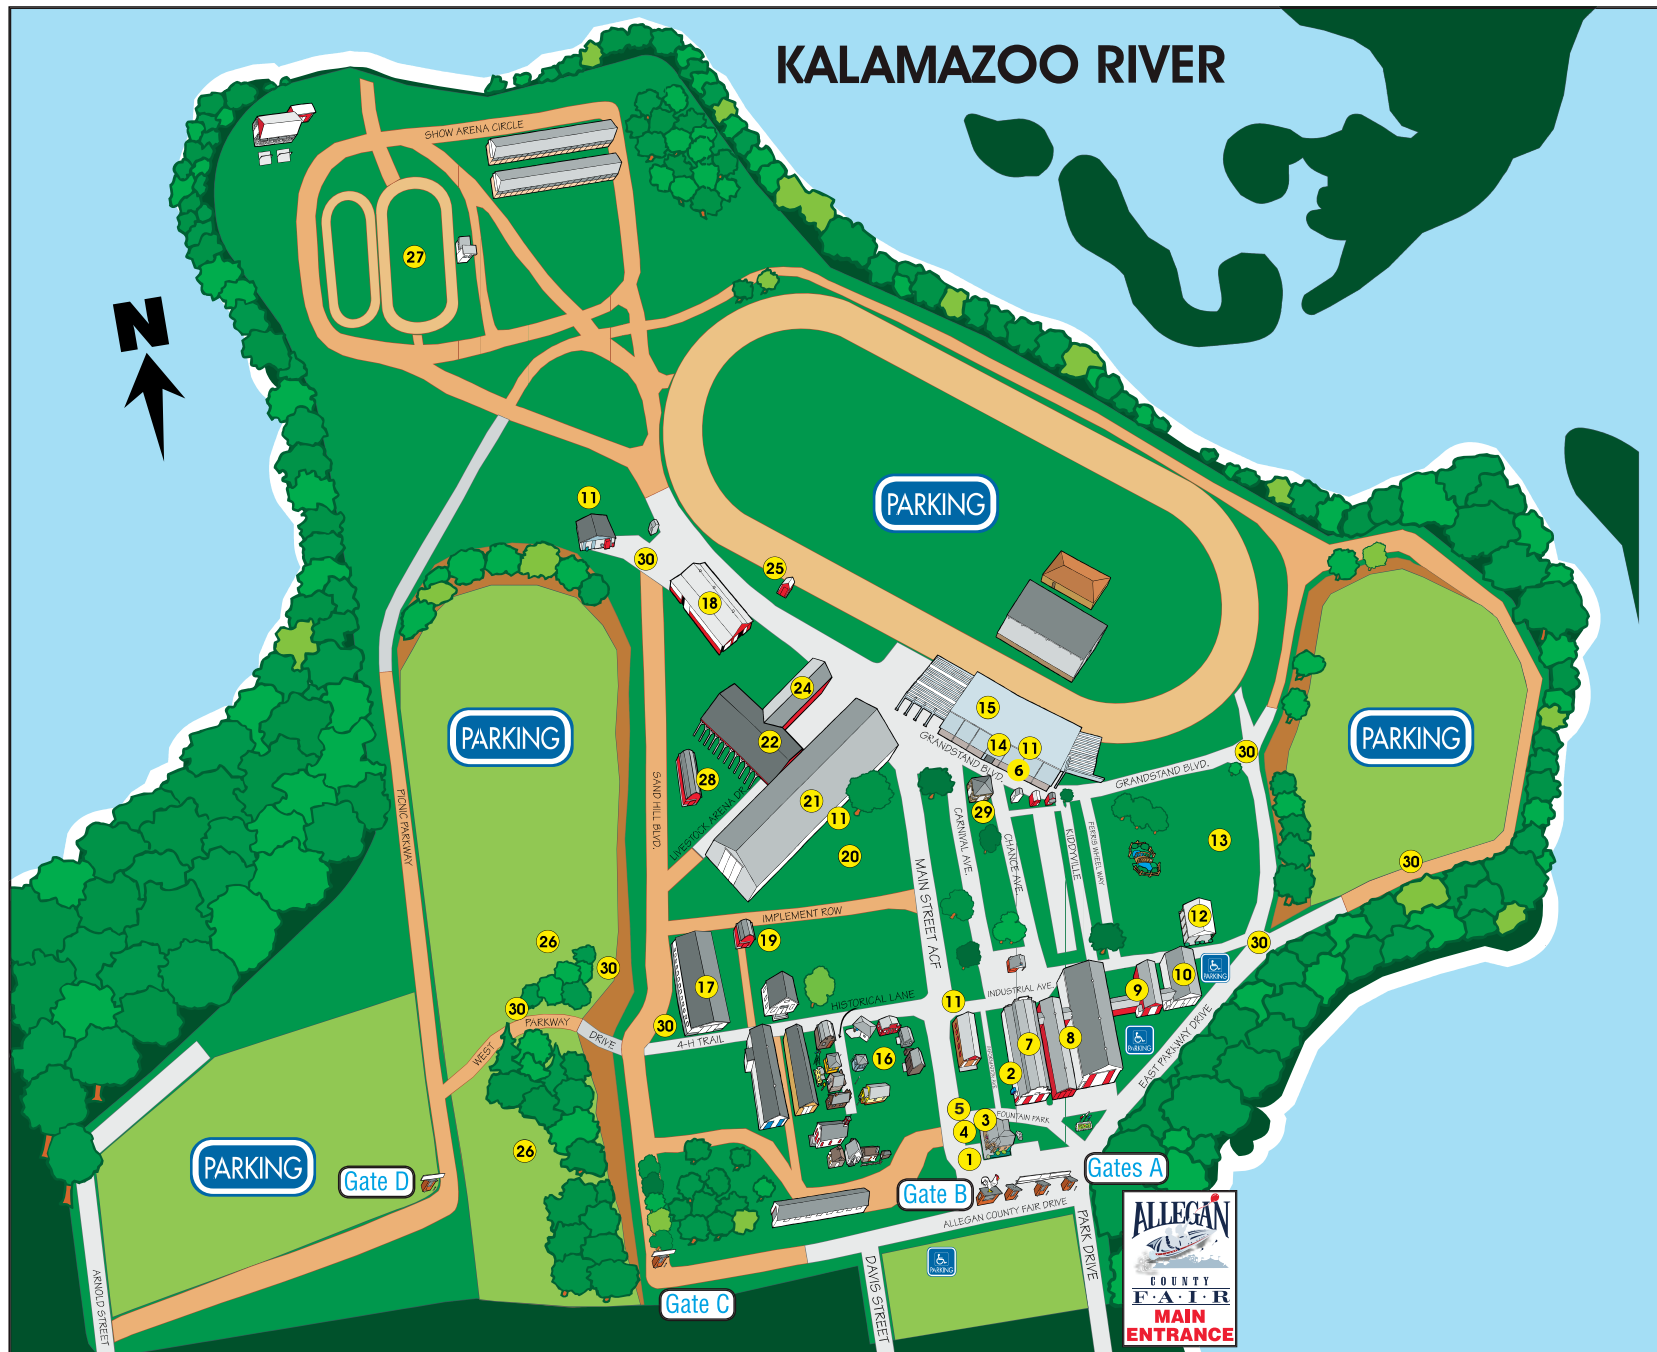 KALAMAZOO RIVER
SHOW ARENA CIRCLE
27
N
PARKING
11
30
25
18
24
15
22
14
11
6
GRANDSTAND BLVD.
GRANDSTAND BLVD.
30
PARKING
PARKING
28
29
21
11
20
13
SAND HILL BLVD.
LIVESTOCK ARENA DR.
PICNIC PARKWAY
CARNIVAL AVE.
CHANCE AVE.
KIDDYVILLE
FERRIS WHEEL WAY
MAIN STREET ACF
30
IMPLEMENT ROW
12
26
19
30
30
17
10
PARKING
9
11
INDUSTRIAL AVE.
HISTORICAL LANE
30
30
WEST
PARKWAY
DRIVE
4-H TRAIL
16
7
8
PARKING
2
EAST PARKWAY DRIVE
5
3
FOUNTAIN PARK
4
26
1
PARKING
Gate D
Gate B
Gates A
ALLEGAN COUNTY FAIR DRIVE
PARK DRIVE
DAVIS STREET
PARKING
ARNOLD STREET
Gate C
ALLEGAN
COUNTY
F·A·I·R
MAIN
ENTRANCE